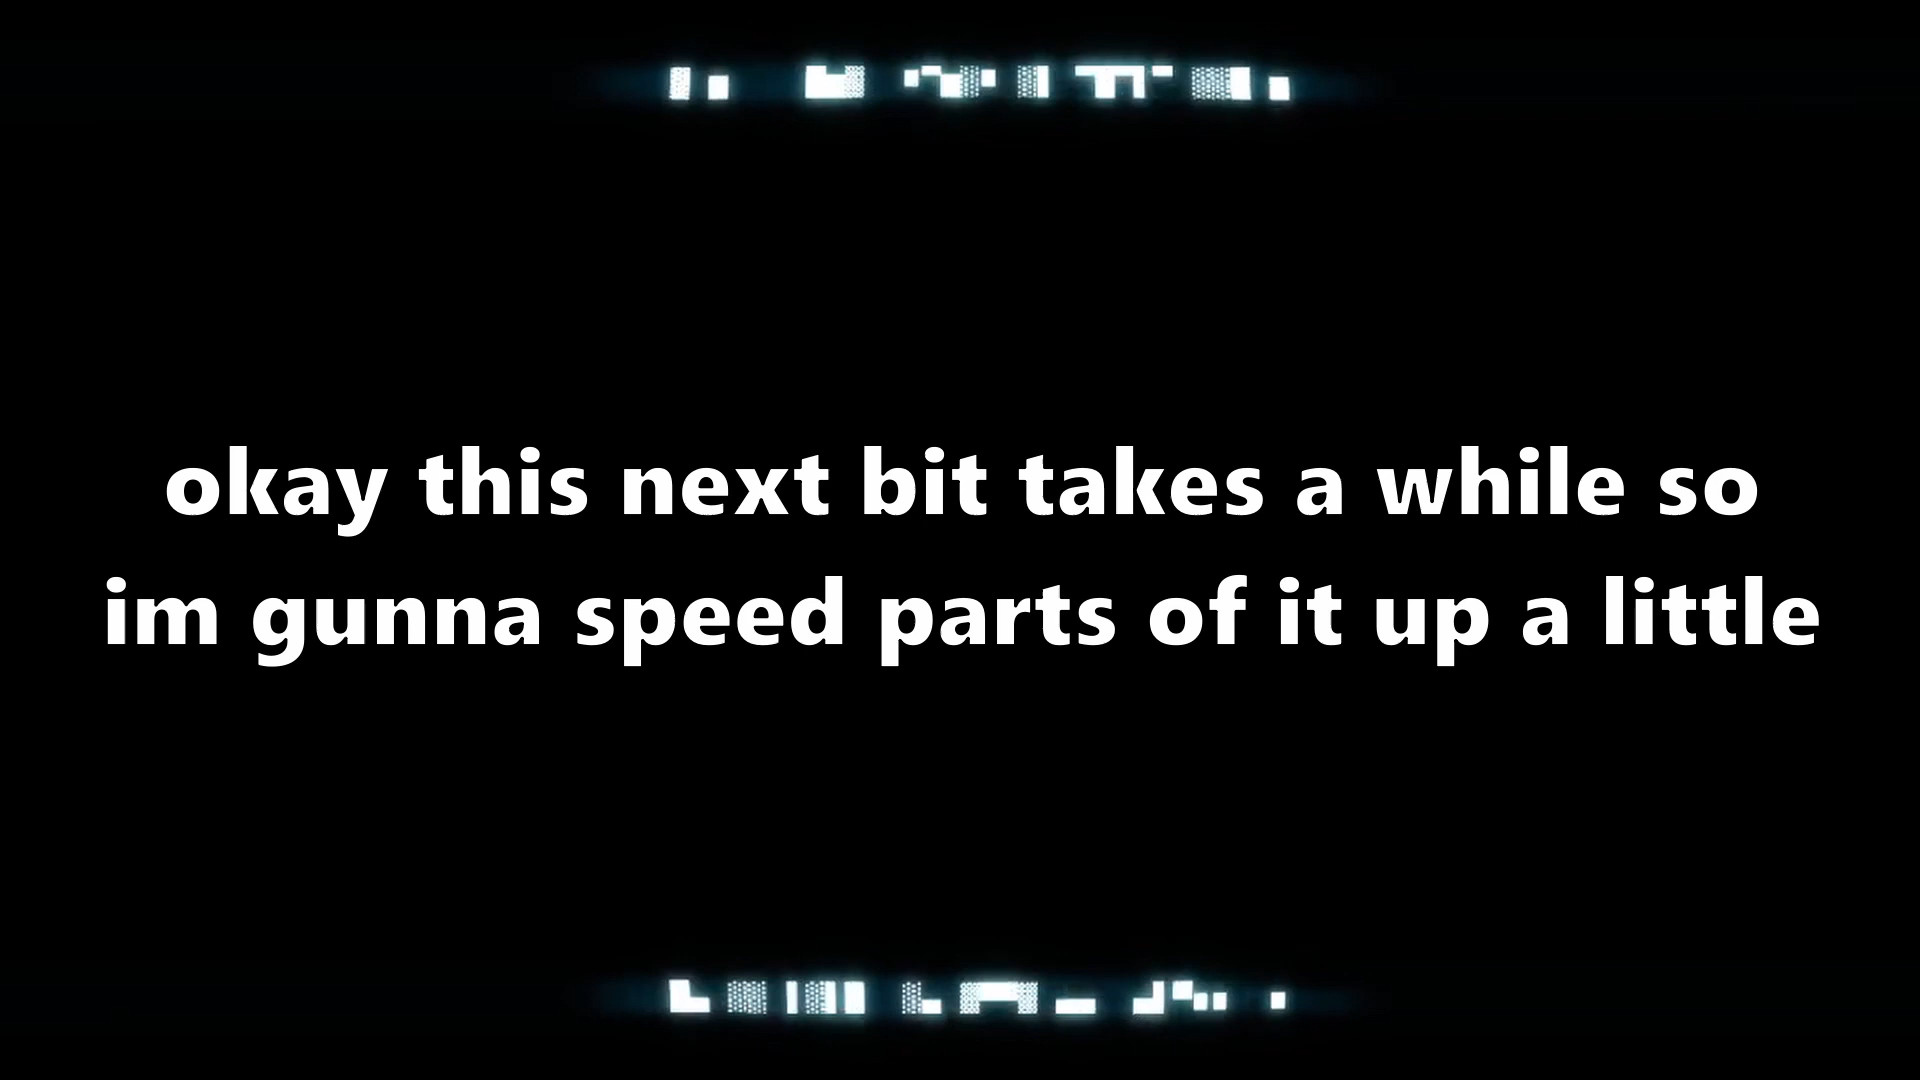 okay this next bit takes a while so
im gunna speed parts of it up a little